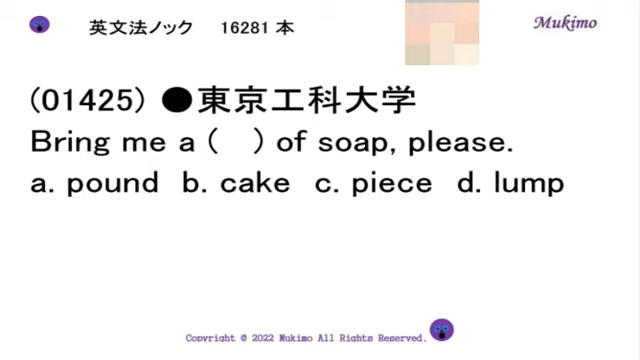 英文法ノック 16281 本
Mukimo
(01425) ●東京工科大学
Bring me a ( ) of soap, please.
a. pound b. cake c. piece d. lump
Copyright @ 2022 Mukimo All Rights Reserved.